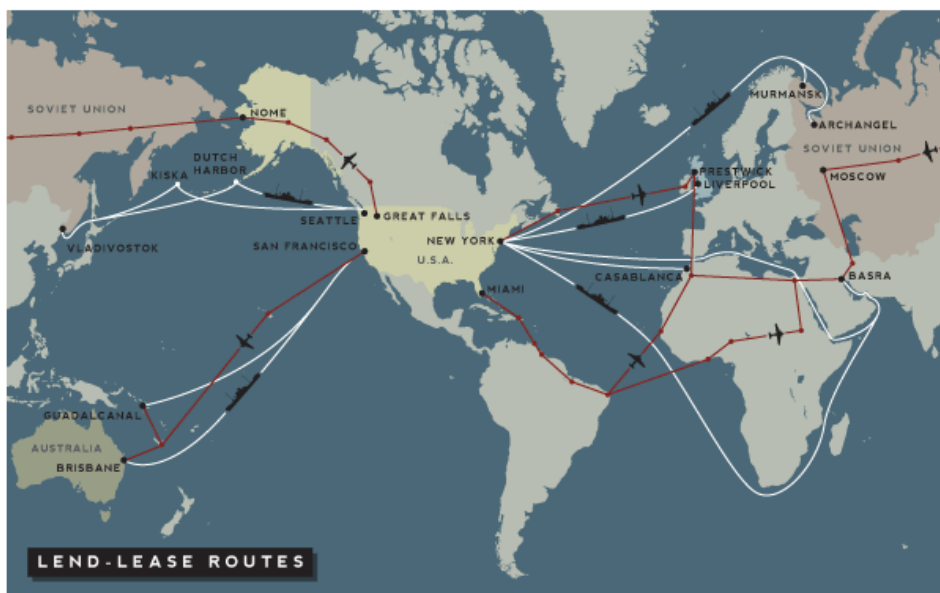 SOVIET UNION
NOME
MURMANSK
ARCHANGEL
SOVIET UNION
DUTCH
HARBOR
KISKA
PRESTWICK
LIVERPOOL
MOSCOW
SEATTLE
GREAT FALLS
VLADIVOSTOK
SAN FRANCISCO
NEW YORK
U.S.A.
CASABLANCA
BASRA
MIAMI
GUADALCANAL
AUSTRALIA
BRISBANE
LEND-LEASE ROUTES